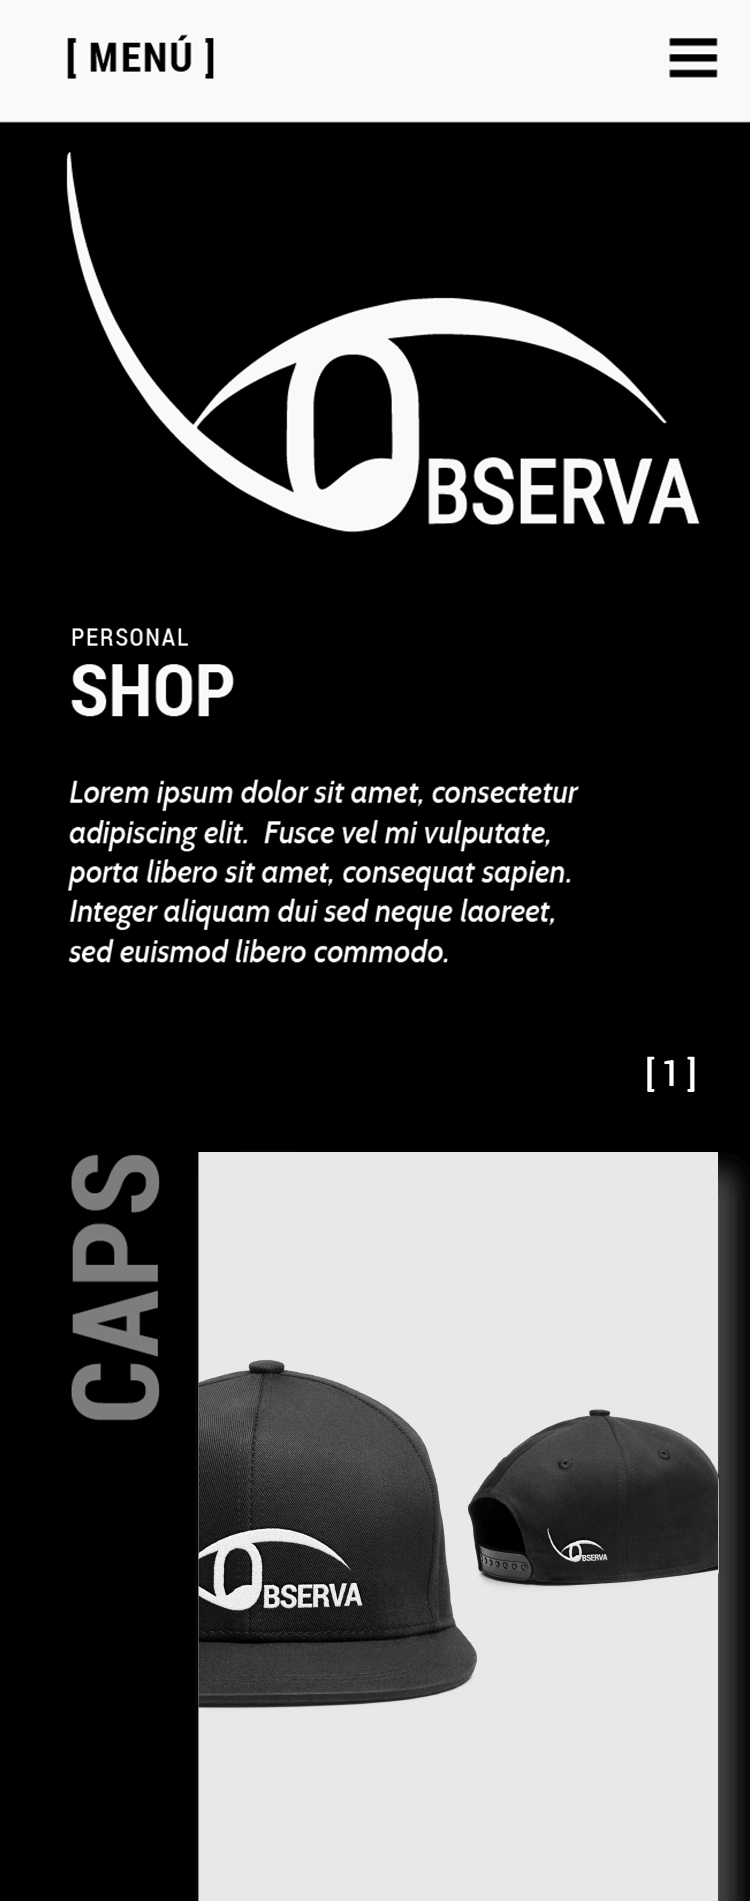 [ MENÚ ]
OBSERVA
PERSONAL
SHOP
Lorem ipsum dolor sit amet, consectetur
adipiscing elit.  Fusce vel mi vulputate,
porta libero sit amet, consequat sapien.
Integer aliquam dui sed neque laoreet,
sed euismod libero commodo.
[ 1 ]
CAPS
OBSERVA
OBSERVA